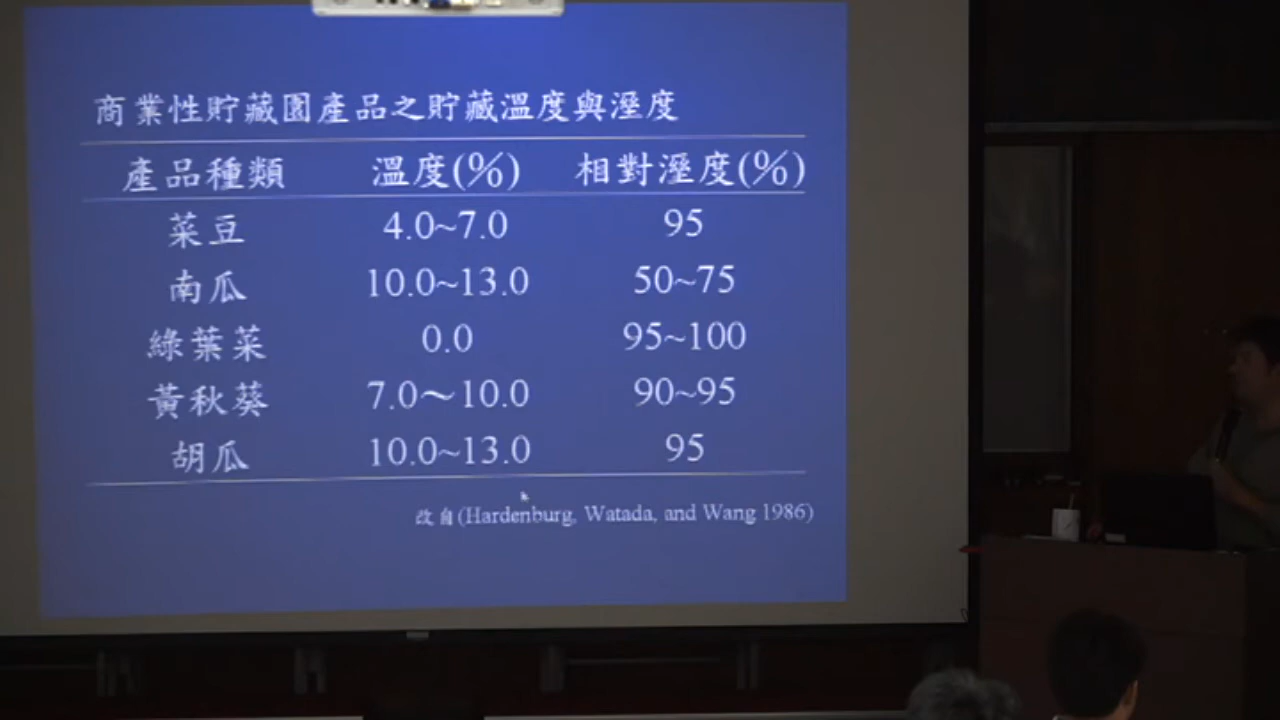 商業性貯藏園產品之貯藏溫度與溼度
產品種類 溫度(%) 相對溼度(%)
菜豆 4.0~7.0 95
南瓜 10.0~13.0 50~75
綠葉菜 0.0 95~100
黃秋葵 7.0～10.0 90~95
胡瓜 10.0~13.0 95
改自(Hardenburg, Watada, and Wang 1986)